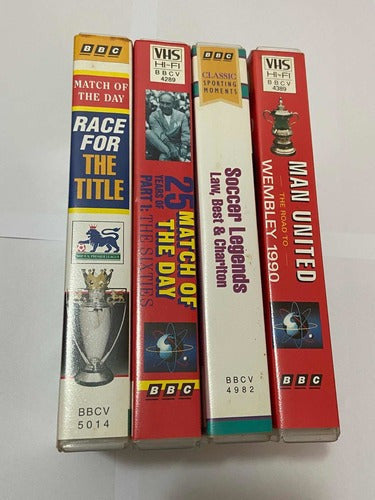 BBC
MATCH OF
THE DAY
RACE FOR
THE TITLE
BBCV
5014
VHS
HI-FI
BBCV
4289
25
YEARS OF
MATCH OF
THE DAY
PART 1: THE SIXTIES
BBC
BBC
CLASSIC
SPORTING
MOMENTS
Soccer Legends
Law, Best & Charlton
BBCV
4982
VHS
HI-FI
BBCV
4389
MAN UNITED
THE ROAD TO
WEMBLEY 1990
BBC